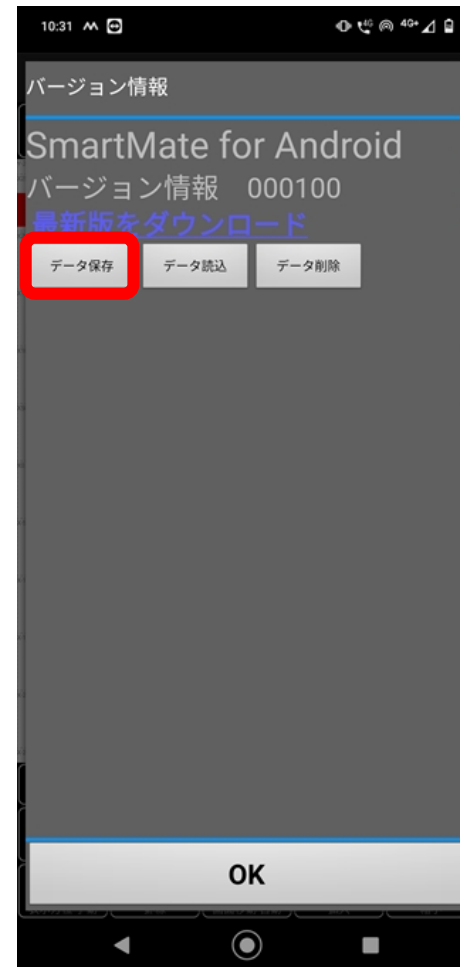 10:31
4G 4G+
バージョン情報
SmartMate for Android
バージョン情報 000100
最新版をダウンロード
データ保存 データ読込 データ削除
OK